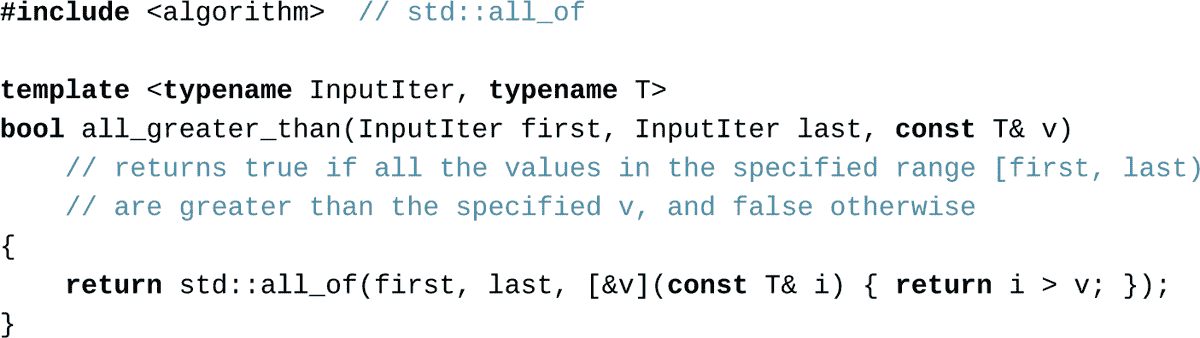 #include <algorithm>  // std::all_of

template <typename InputIter, typename T>
bool all_greater_than(InputIter first, InputIter last, const T& v)
    // returns true if all the values in the specified range [first, last)
    // are greater than the specified v, and false otherwise
{
    return std::all_of(first, last, [&v](const T& i) { return i > v; });
}